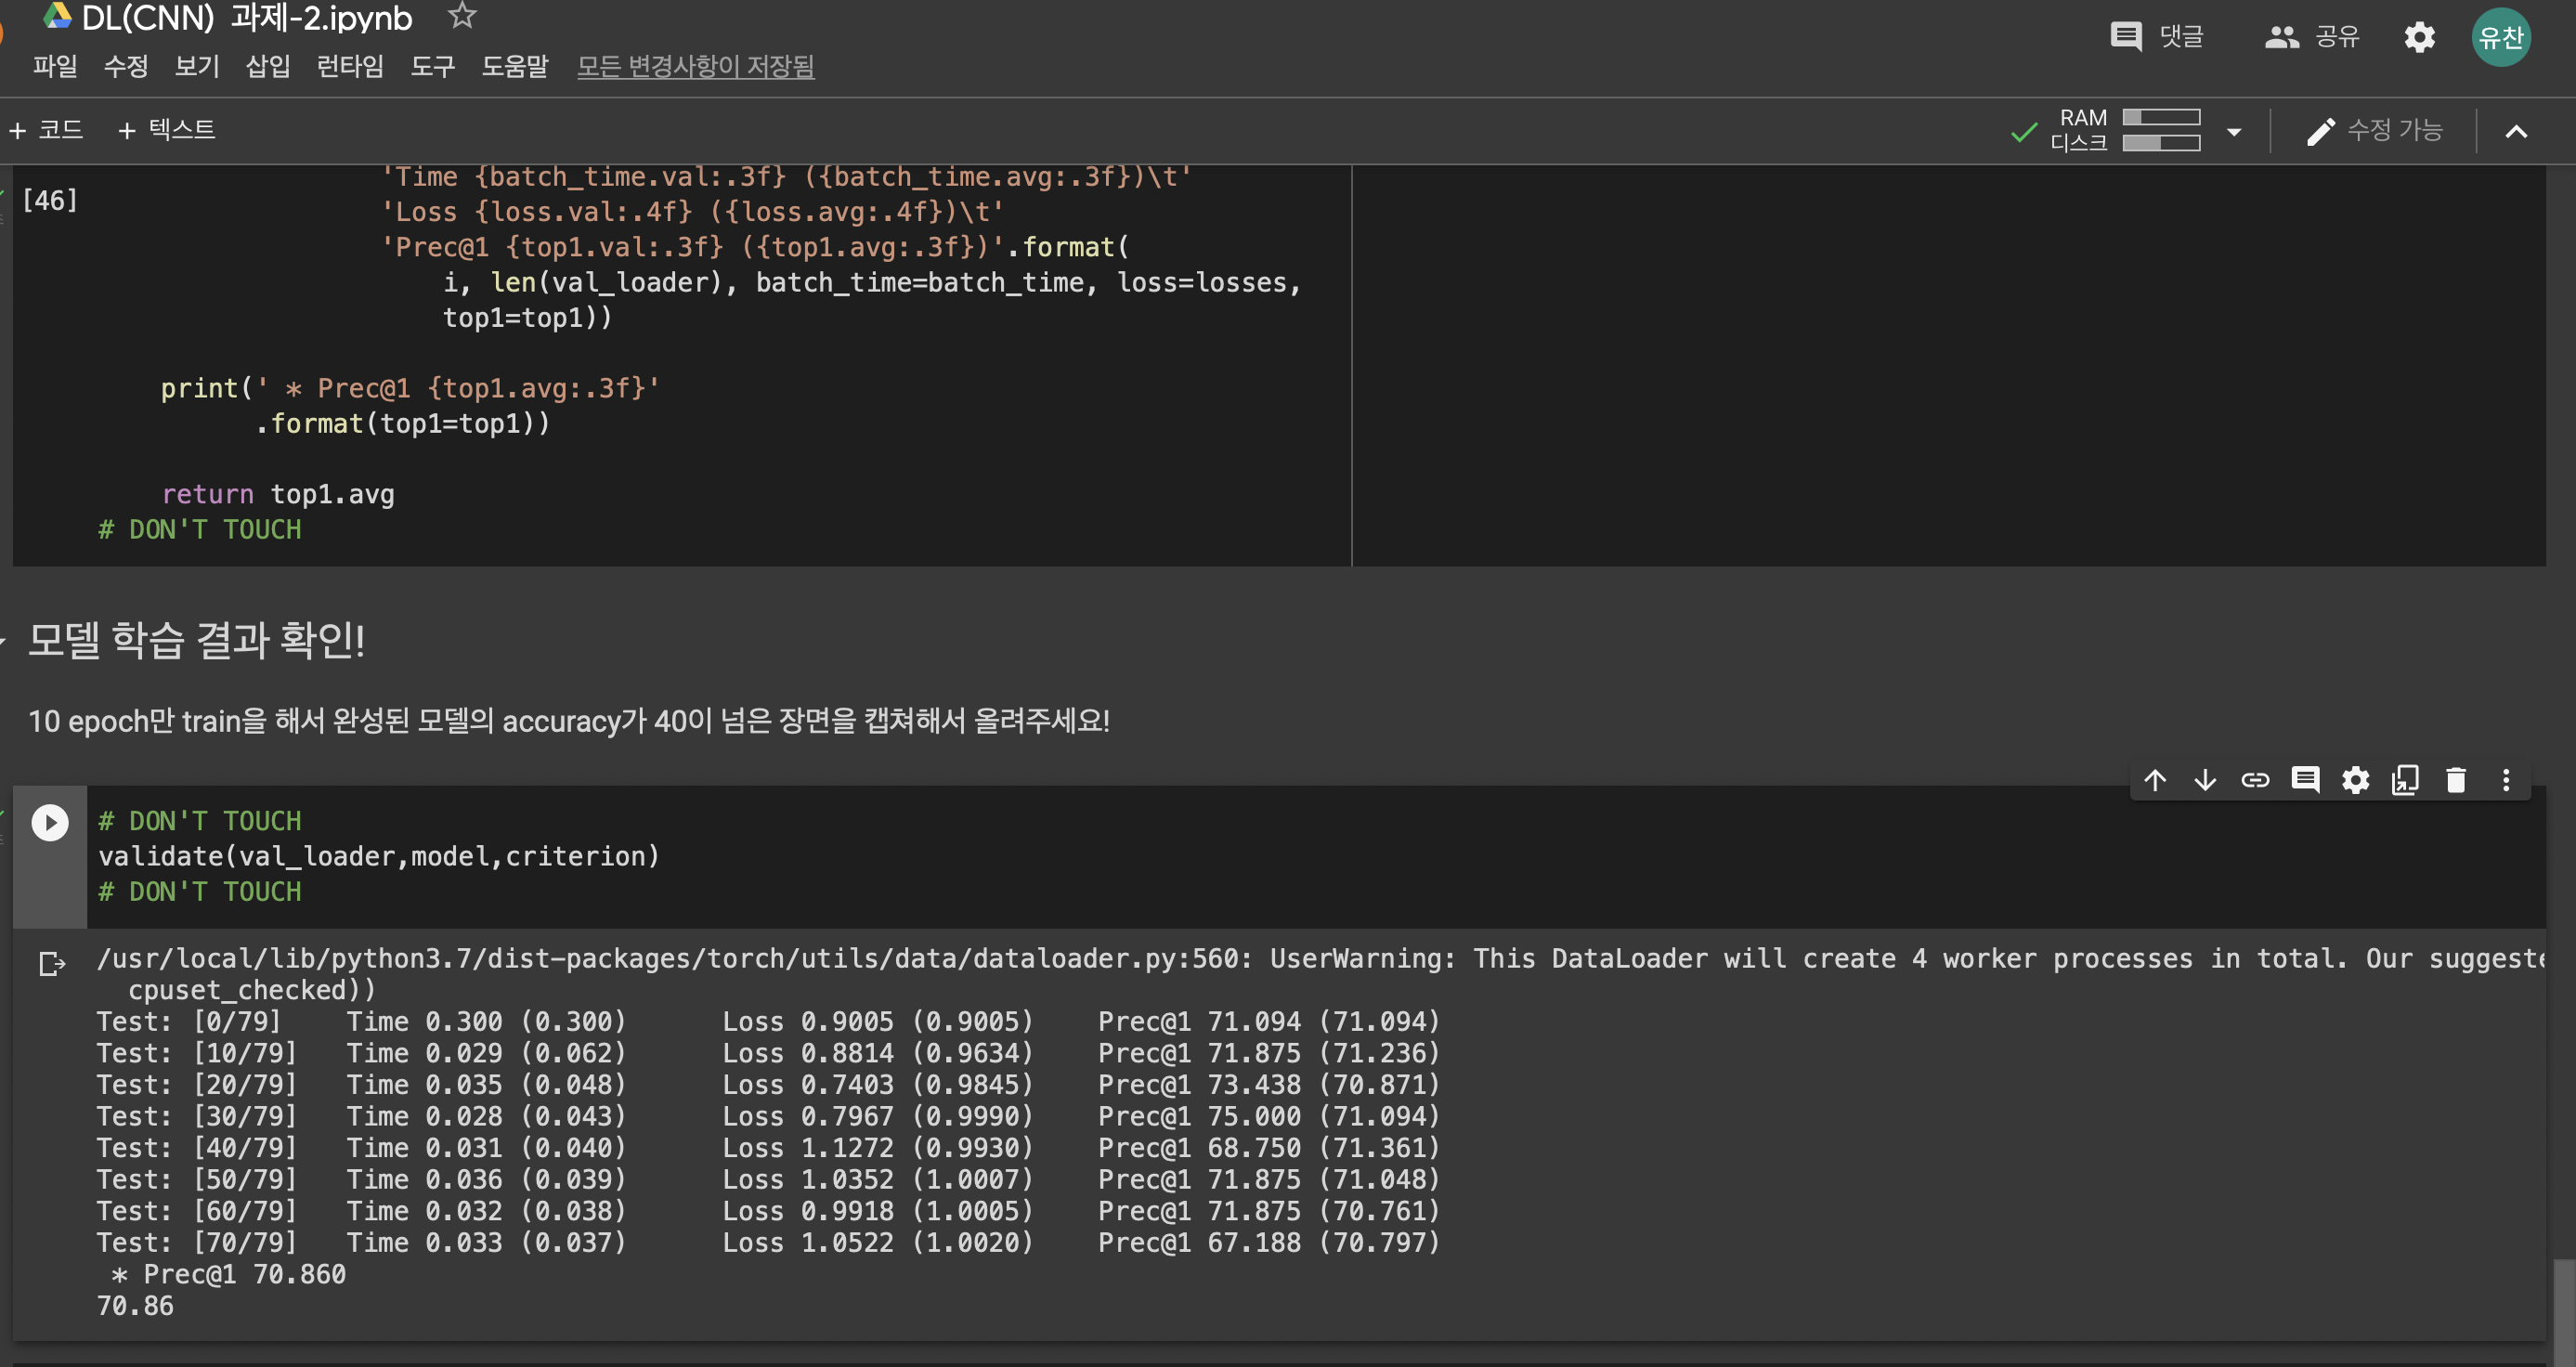 DL(CNN) 과제-2.ipynb
댓글 공유 유찬
파일 수정 보기 삽입 런타임 도구 도움말 모든 변경사항이 저장됨
+ 코드 + 텍스트
RAM
디스크
수정 가능
[46]
'Time {batch_time.val:.3f} ({batch_time.avg:.3f})\t'
'Loss {loss.val:.4f} ({loss.avg:.4f})\t'
'Prec@1 {top1.val:.3f} ({top1.avg:.3f})'.format(
i, len(val_loader), batch_time=batch_time, loss=losses,
top1=top1))
print(' * Prec@1 {top1.avg:.3f}'
.format(top1=top1))
return top1.avg
# DON'T TOUCH
모델 학습 결과 확인!
10 epoch만 train을 해서 완성된 모델의 accuracy가 40이 넘은 장면을 캡쳐해서 올려주세요!
# DON'T TOUCH
validate(val_loader,model,criterion)
# DON'T TOUCH
/usr/local/lib/python3.7/dist-packages/torch/utils/data/dataloader.py:560: UserWarning: This DataLoader will create 4 worker processes in total. Our suggeste
cpuset_checked))
Test: [0/79] Time 0.300 (0.300) Loss 0.9005 (0.9005) Prec@1 71.094 (71.094)
Test: [10/79] Time 0.029 (0.062) Loss 0.8814 (0.9634) Prec@1 71.875 (71.236)
Test: [20/79] Time 0.035 (0.048) Loss 0.7403 (0.9845) Prec@1 73.438 (70.871)
Test: [30/79] Time 0.028 (0.043) Loss 0.7967 (0.9990) Prec@1 75.000 (71.094)
Test: [40/79] Time 0.031 (0.040) Loss 1.1272 (0.9930) Prec@1 68.750 (71.361)
Test: [50/79] Time 0.036 (0.039) Loss 1.0352 (1.0007) Prec@1 71.875 (71.048)
Test: [60/79] Time 0.032 (0.038) Loss 0.9918 (1.0005) Prec@1 71.875 (70.761)
Test: [70/79] Time 0.033 (0.037) Loss 1.0522 (1.0020) Prec@1 67.188 (70.797)
* Prec@1 70.860
70.86